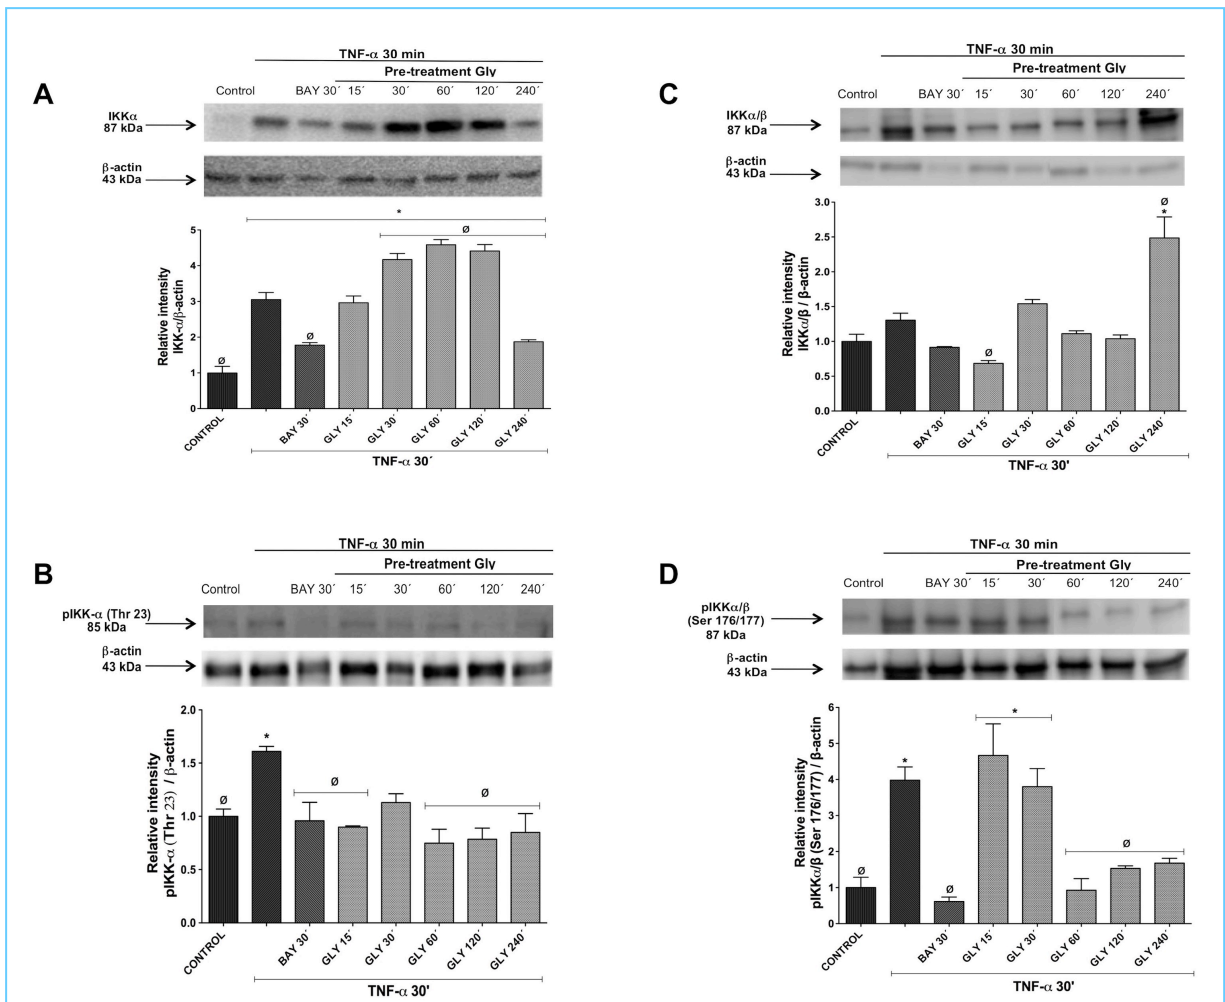 A
TNF-α 30 min
Pre-treatment Gly
Control BAY 30´ 15´ 30´ 60´ 120´ 240´
IKKα
87 kDa
β-actin
43 kDa
*
Ø
Relative intensity
IKK-α/β-actin
5
4
3
2
1
0
Ø
Ø
CONTROL
BAY 30´
GLY 15´
GLY 30´
GLY 60´
GLY 120´
GLY 240´
TNF-α 30´
C
TNF-α 30 min
Pre-treatment Gly
Control BAY 30´ 15´ 30´ 60´ 120´ 240´
IKKα/β
87 kDa
β-actin
43 kDa
Relative intensity
IKKα/β / β-actin
3.0
2.5
2.0
1.5
1.0
0.5
0.0
Ø
Ø
*
CONTROL
BAY 30´
GLY 15´
GLY 30´
GLY 60´
GLY 120´
GLY 240´
TNF-α 30'
B
TNF-α 30 min
Pre-treatment Gly
Control BAY 30´ 15´ 30´ 60´ 120´ 240´
pIKK-α (Thr 23)
85 kDa
β-actin
43 kDa
Relative intensity
pIKK-α (Thr 23) / β-actin
2.0
1.5
1.0
0.5
0.0
Ø
*
Ø
Ø
CONTROL
BAY 30´
GLY 15´
GLY 30´
GLY 60´
GLY 120´
GLY 240´
TNF-α 30'
D
TNF-α 30 min
Pre-treatment Gly
Control BAY 30´ 15´ 30´ 60´ 120´ 240´
pIKKα/β
(Ser 176/177)
87 kDa
β-actin
43 kDa
Relative intensity
pIKKα/β (Ser 176/177) / β-actin
6
5
4
3
2
1
0
Ø
*
Ø
*
Ø
CONTROL
BAY 30´
GLY 15´
GLY 30´
GLY 60´
GLY 120´
GLY 240´
TNF-α 30'